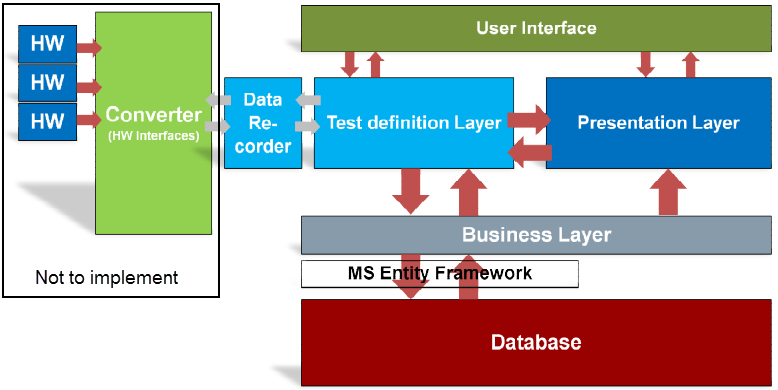 HW
HW
HW
Converter
(HW Interfaces)
Not to implement
User Interface
Data
Re-
corder
Test definition Layer
Presentation Layer
Business Layer
MS Entity Framework
Database